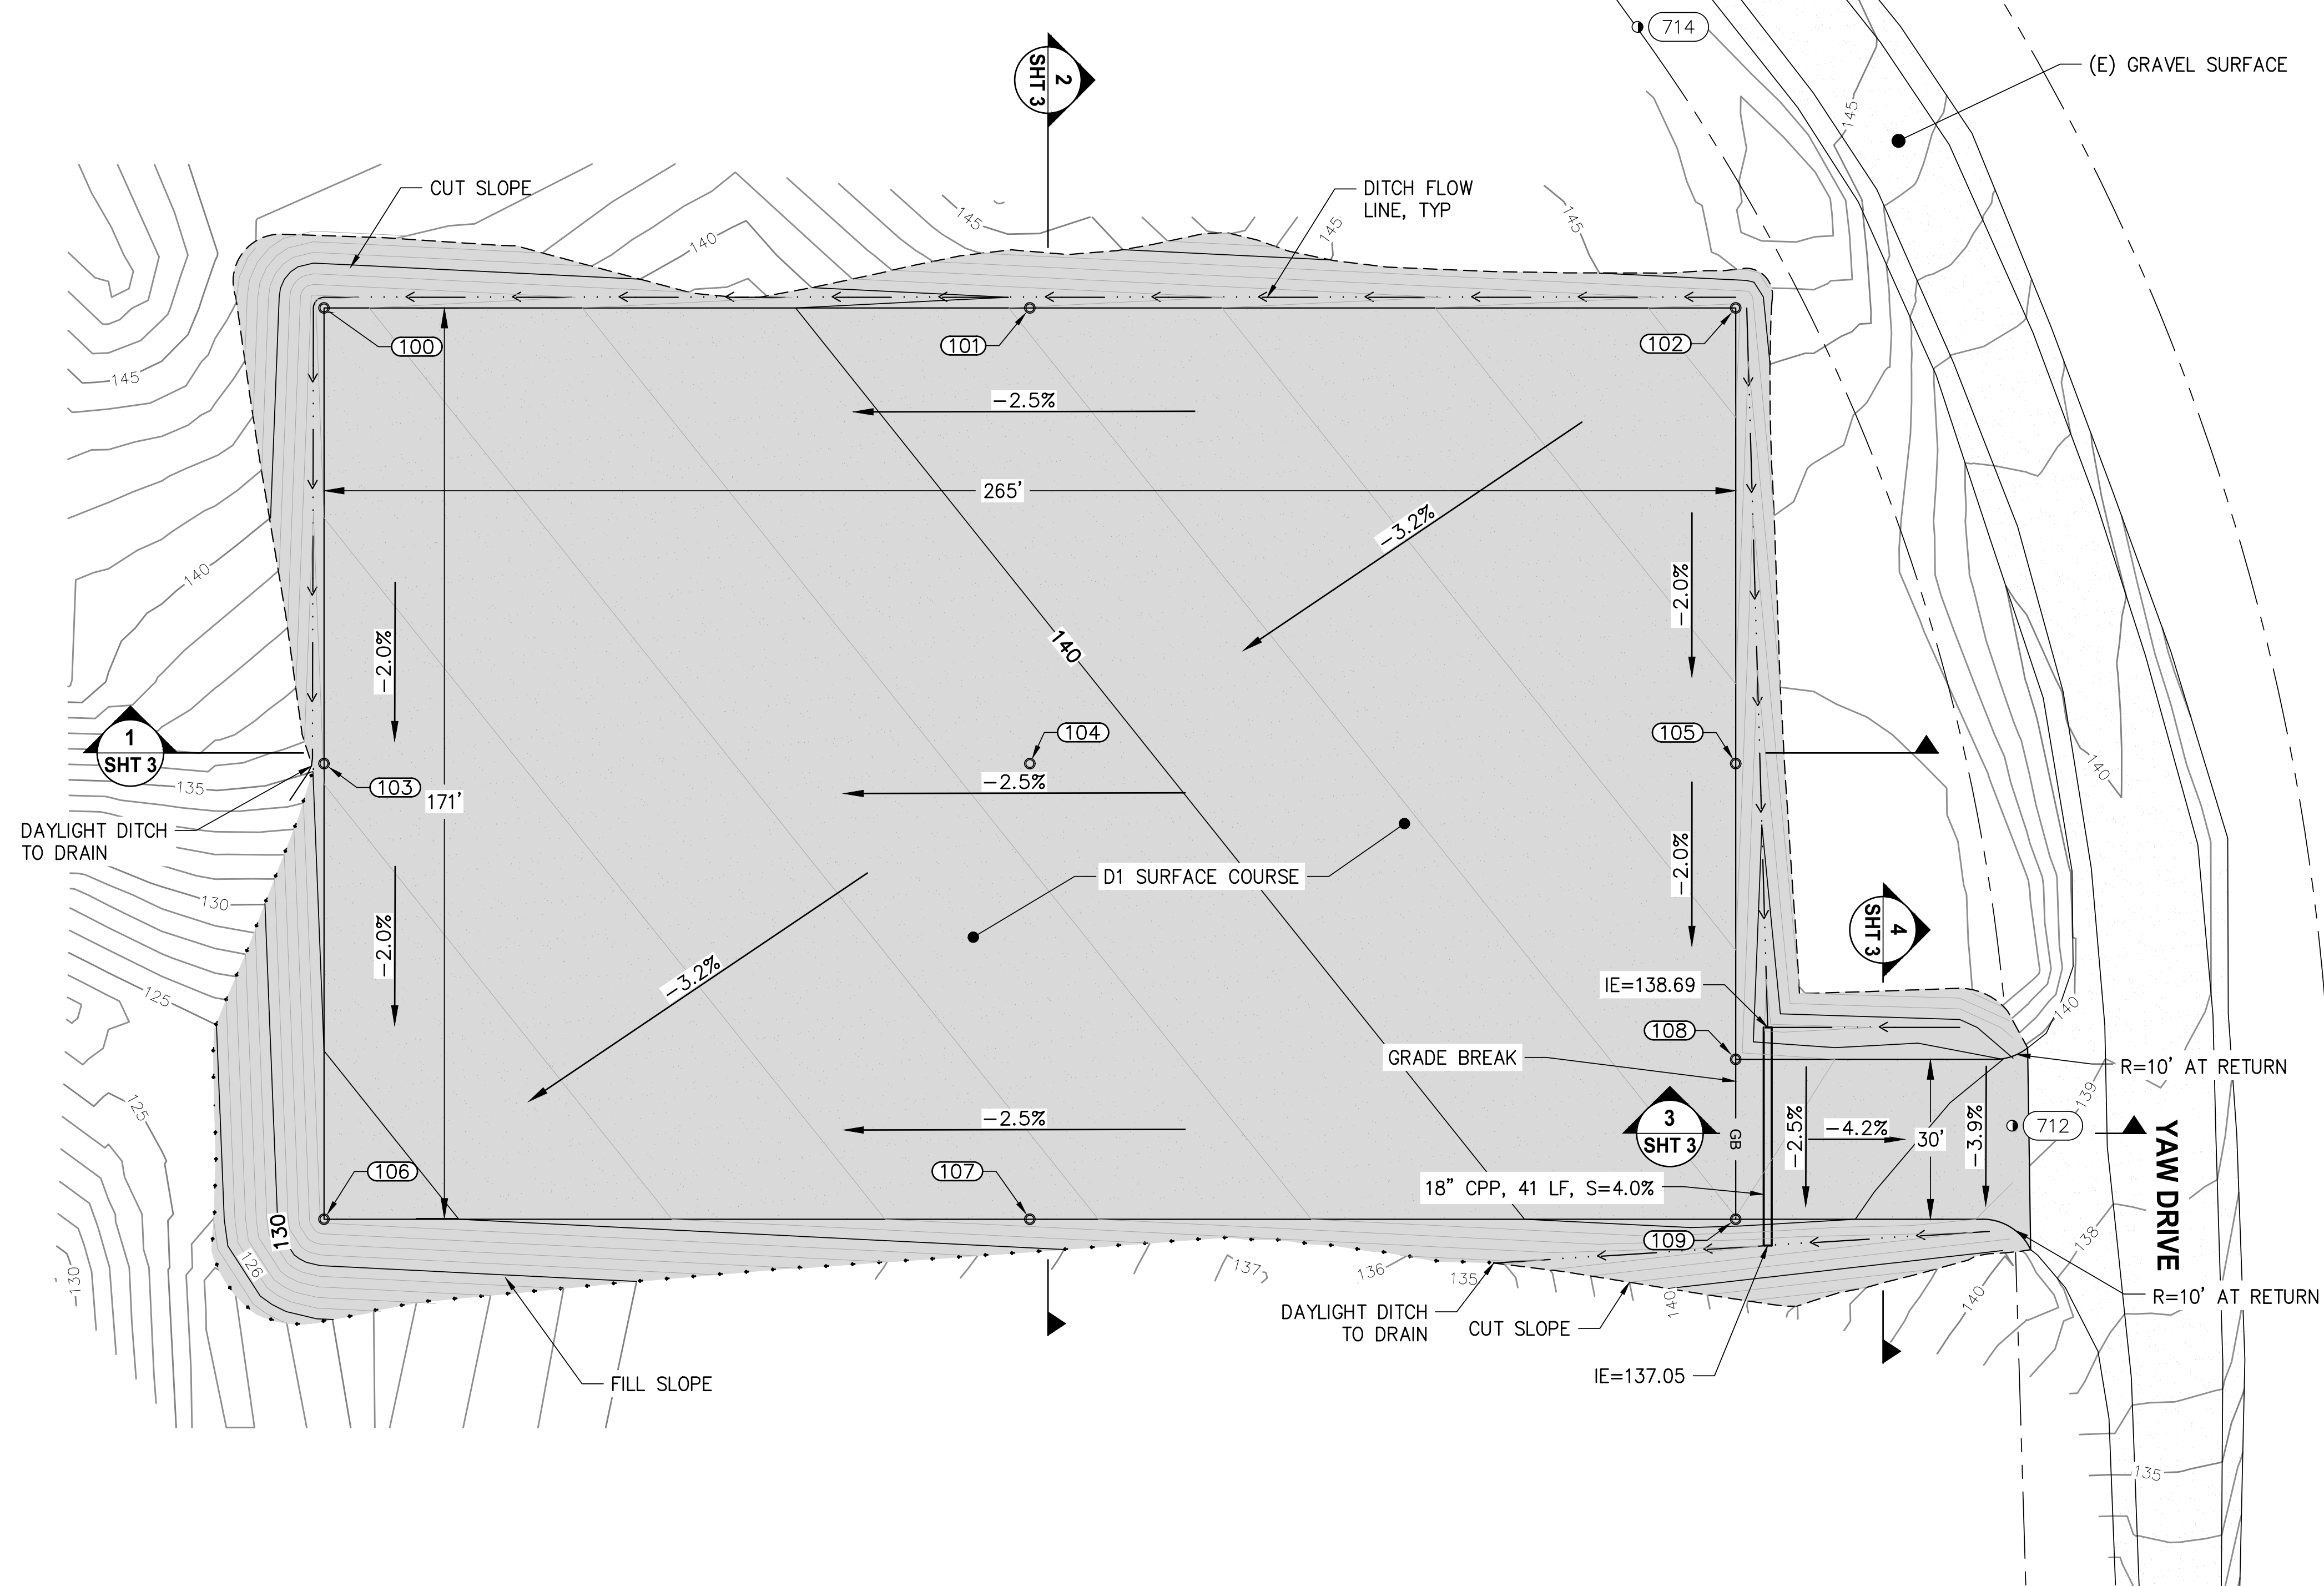 714
(E) GRAVEL SURFACE
145
2
SHT 3
CUT SLOPE
DITCH FLOW
LINE, TYP
145
140
145
145
100
101
102
145
-2.5%
265'
-3.2%
140
-2.0%
-2.0%
140
104
105
1
SHT 3
103
171'
-2.5%
135
140
DAYLIGHT DITCH
TO DRAIN
D1 SURFACE COURSE
-2.0%
130
-2.0%
4
SHT 3
-3.2%
125
IE=138.69
140
108
GRADE BREAK
R=10' AT RETURN
125
139
-2.5%
3
SHT 3
GB
-2.5%
-4.2%
30'
-3.9%
712
YAW DRIVE
106
107
18" CPP, 41 LF, S=4.0%
130
109
138
126
137
136
135
-130
140
140
R=10' AT RETURN
DAYLIGHT DITCH
TO DRAIN
CUT SLOPE
IE=137.05
FILL SLOPE
135